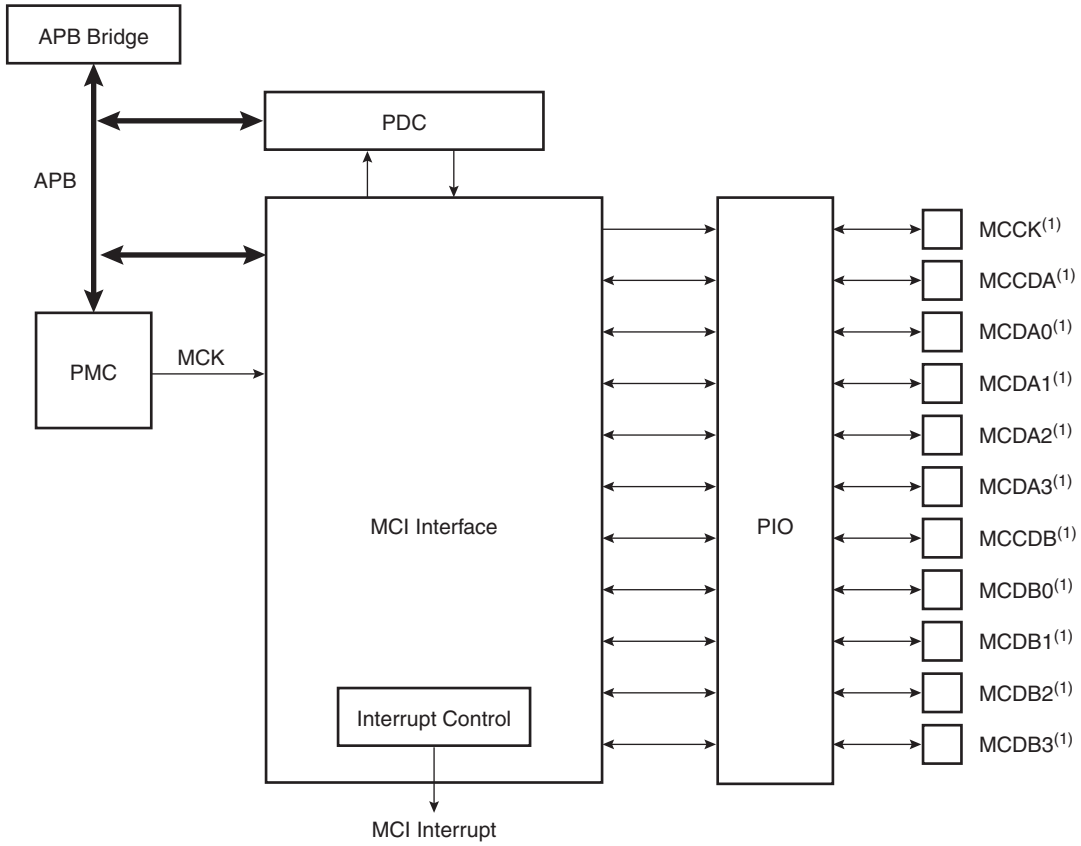 APB Bridge
PDC
APB
MCCK(1)
MCCDA(1)
MCDA0(1)
PMC
MCK
MCDA1(1)
MCDA2(1)
MCDA3(1)
MCI Interface
PIO
MCCDB(1)
MCDB0(1)
MCDB1(1)
MCDB2(1)
Interrupt Control
MCDB3(1)
MCI Interrupt